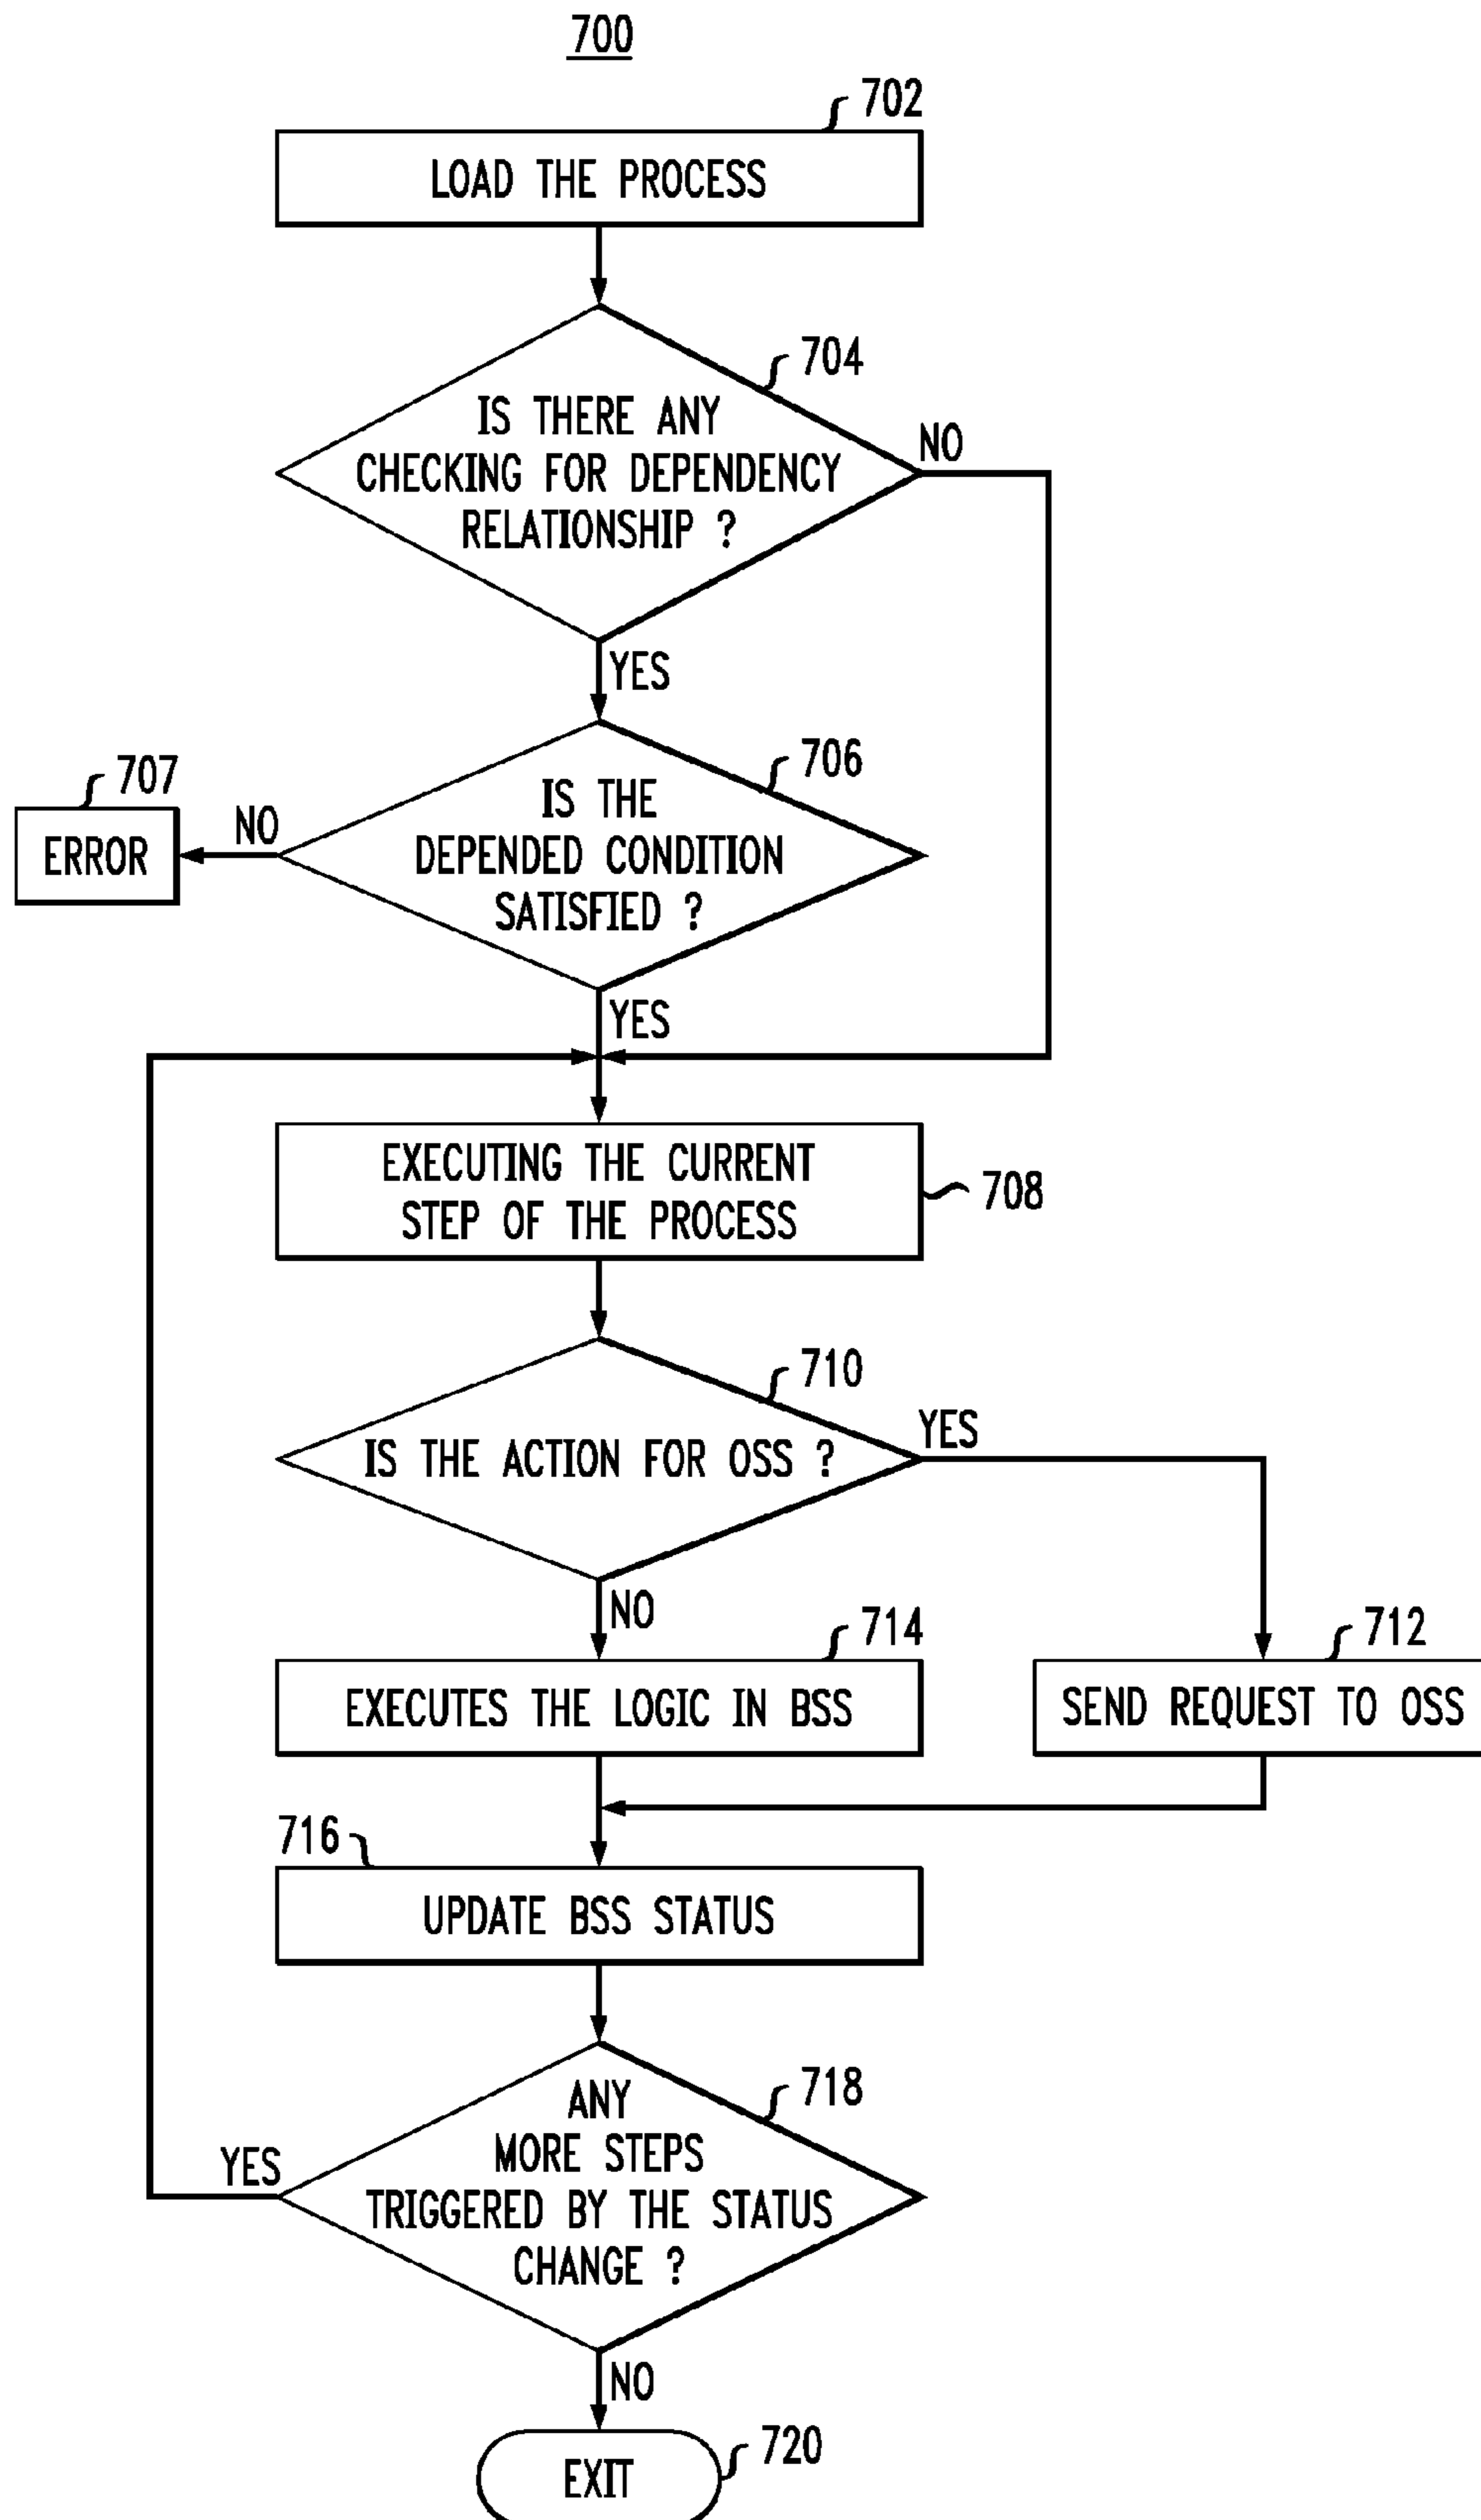 700
702
LOAD THE PROCESS
704
IS THERE ANY
CHECKING FOR DEPENDENCY
RELATIONSHIP ?
NO
YES
706
707
IS THE
DEPENDED CONDITION
SATISFIED ?
NO
ERROR
YES
EXECUTING THE CURRENT
STEP OF THE PROCESS
708
710
IS THE ACTION FOR OSS ?
YES
NO
714
712
EXECUTES THE LOGIC IN BSS
SEND REQUEST TO OSS
716
UPDATE BSS STATUS
718
ANY
MORE STEPS
TRIGGERED BY THE STATUS
CHANGE ?
YES
NO
720
EXIT